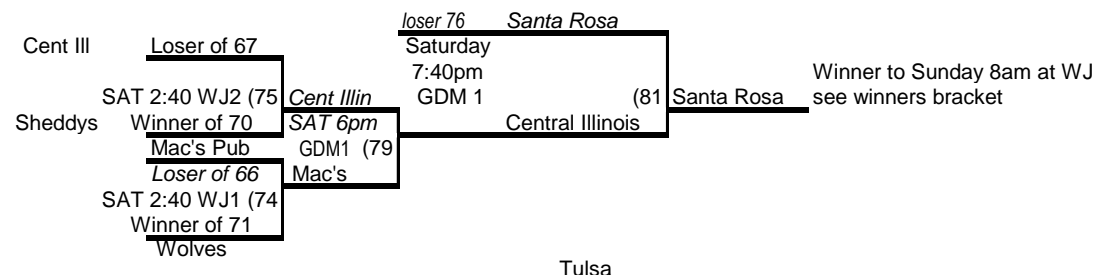 loser 76 Santa Rosa
Cent Ill Loser of 67 Saturday
7:40pm
Winner to Sunday 8am at WJ
SAT 2:40 WJ2 (75 Cent Illin GDM 1 (81 Santa Rosa see winners bracket
Sheddys Winner of 70 SAT 6pm Central Illinois
Mac's Pub GDM1 (79
Loser of 66 Mac's
SAT 2:40 WJ1 (74
Winner of 71
Wolves
Tulsa